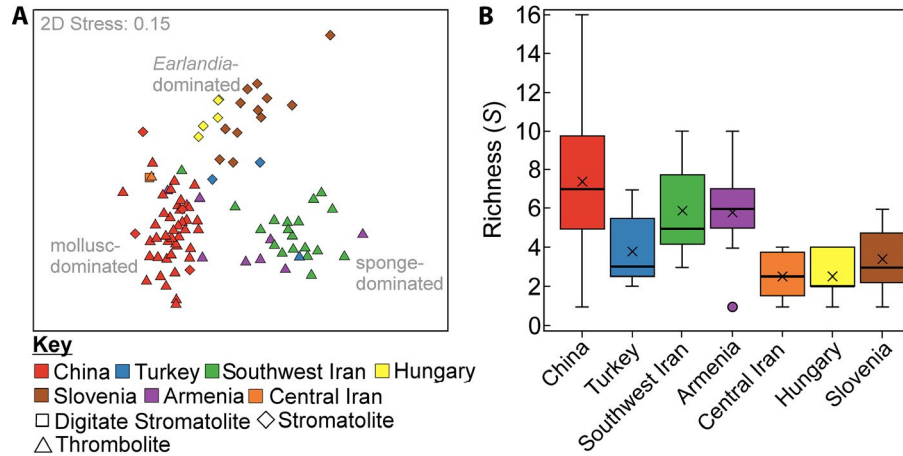 A
2D Stress: 0.15
Earlandia-
dominated
mollusc-
dominated
sponge-
dominated
Key
China Turkey Southwest Iran Hungary
Slovenia Armenia Central Iran
Digitate Stromatolite Stromatolite
Thrombolite
B
Richness (S)
16
14
12
10
8
6
4
2
0
China
Turkey
Southwest Iran
Armenia
Central Iran
Hungary
Slovenia